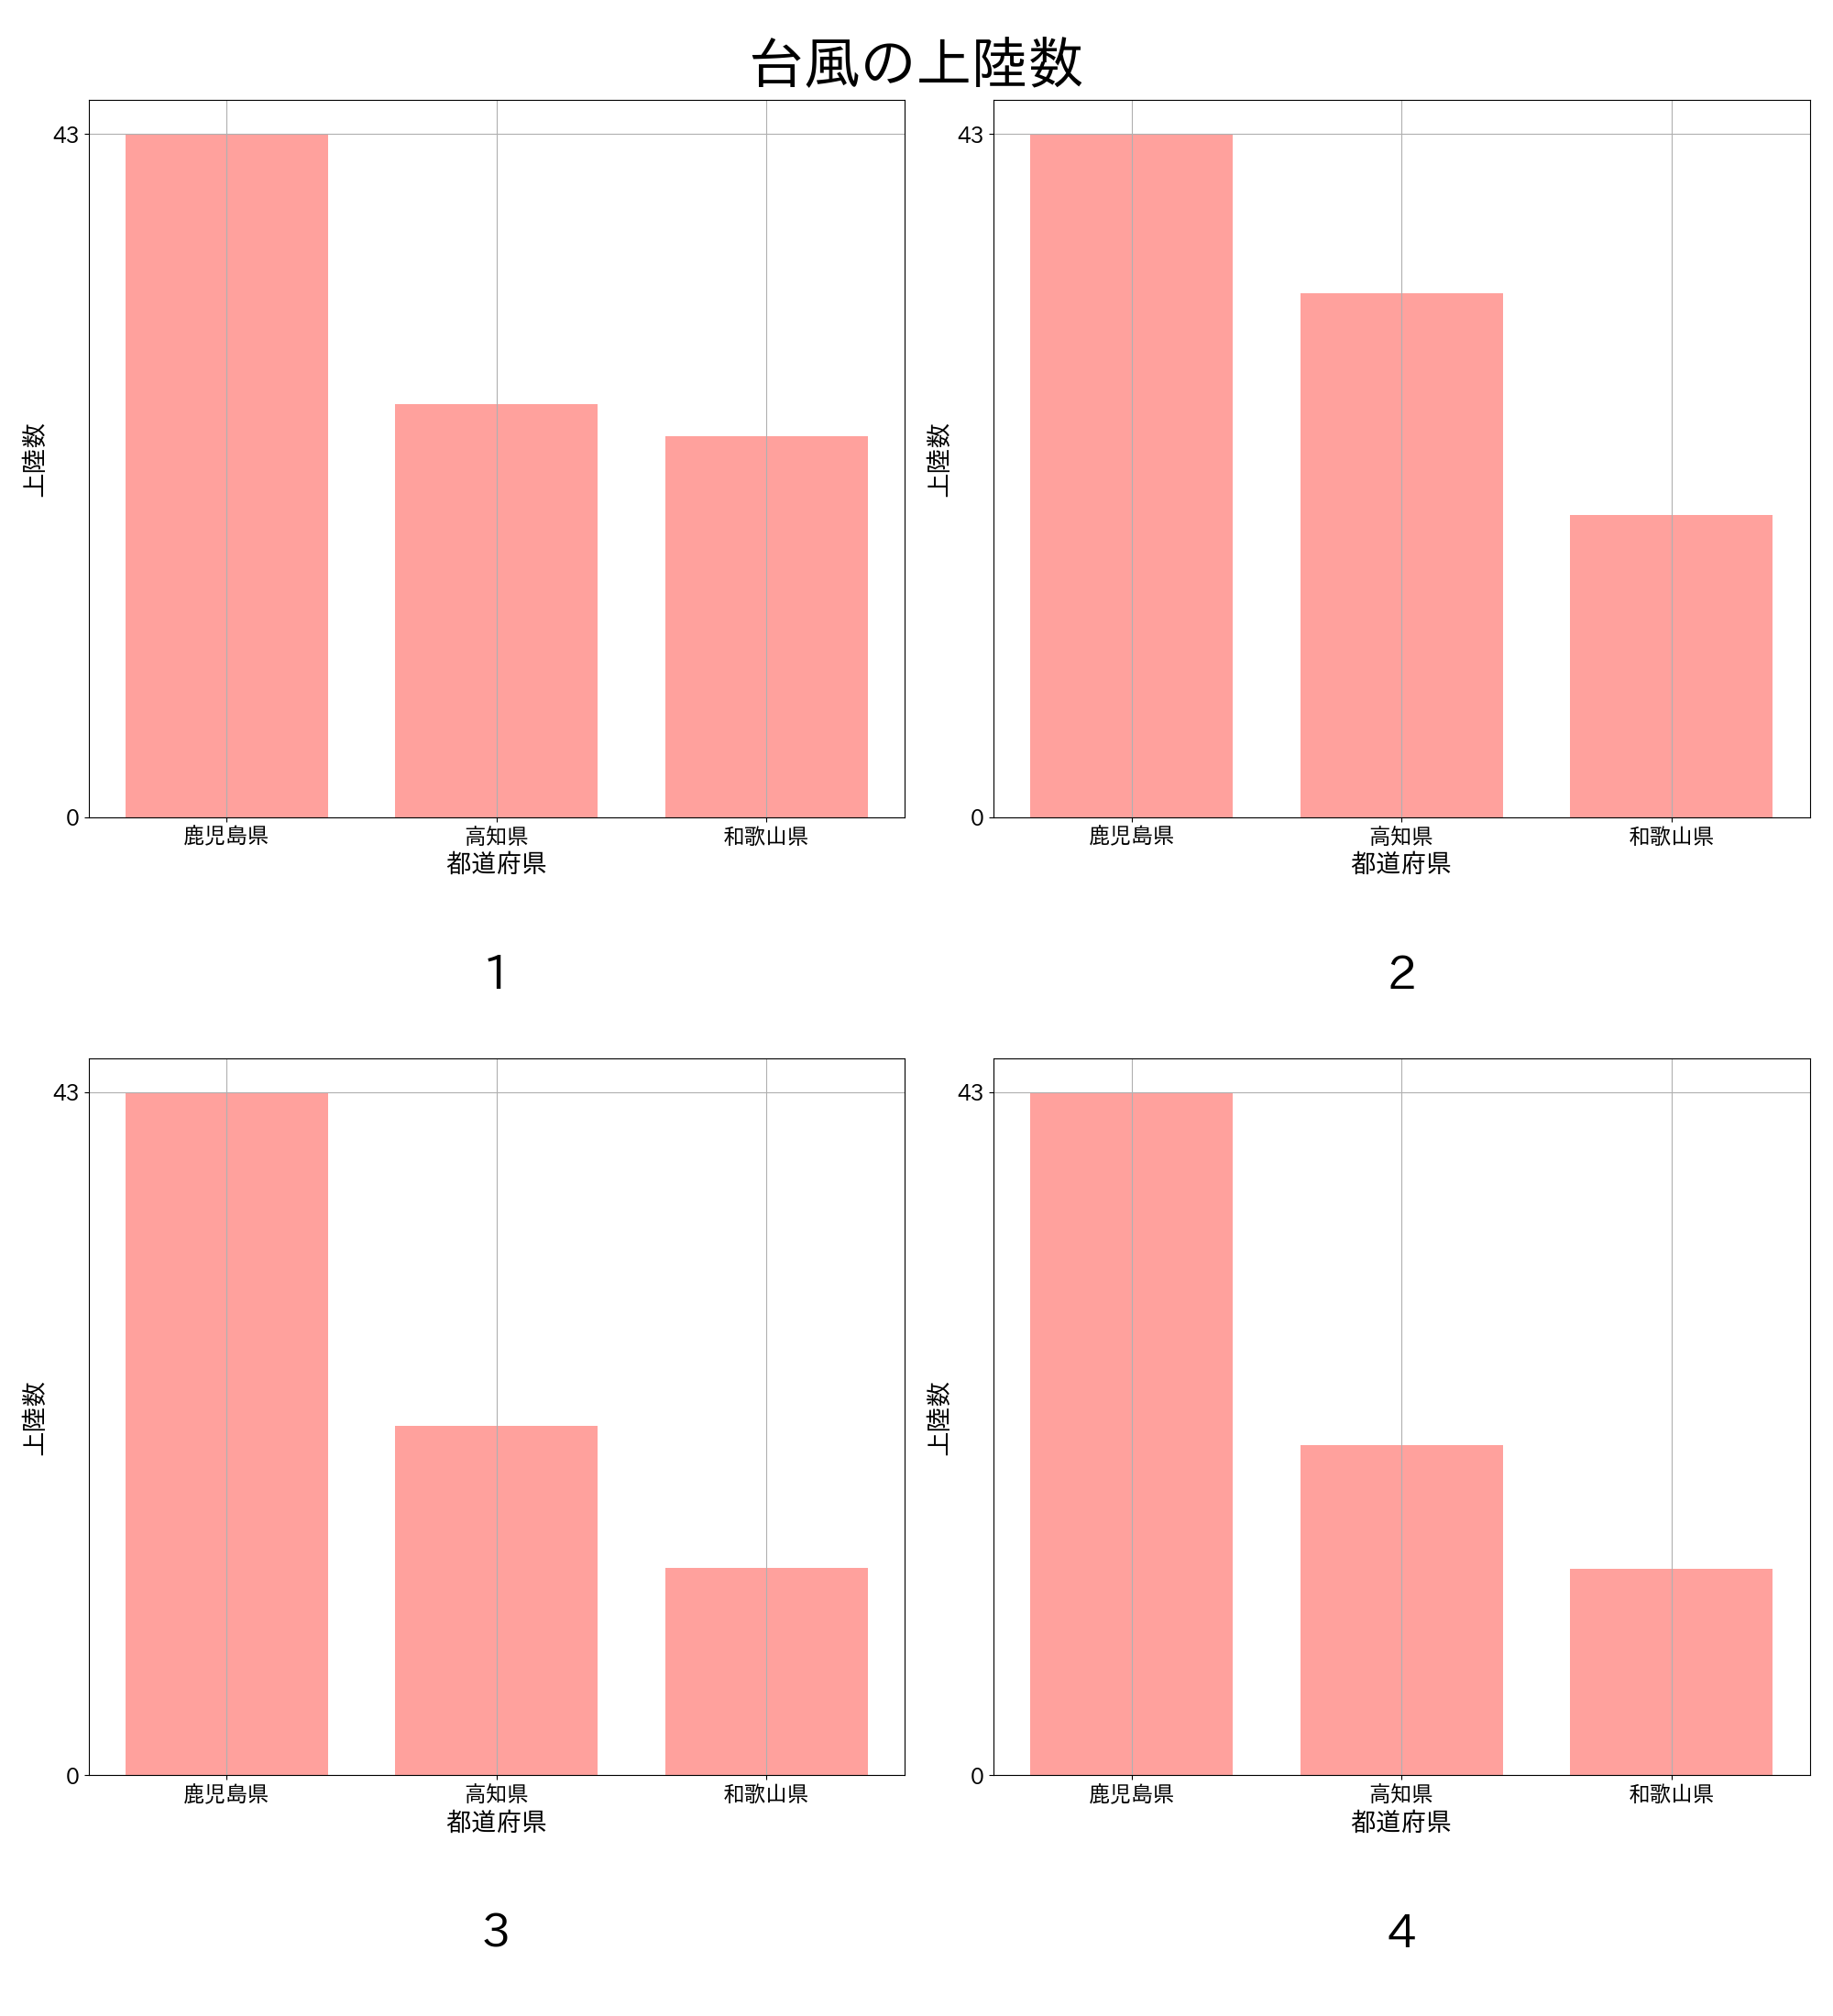 台風の上陸数
43
0
上陸数
鹿児島県 高知県 和歌山県
都道府県
1
43
0
上陸数
鹿児島県 高知県 和歌山県
都道府県
2
43
0
上陸数
鹿児島県 高知県 和歌山県
都道府県
3
43
0
上陸数
鹿児島県 高知県 和歌山県
都道府県
4